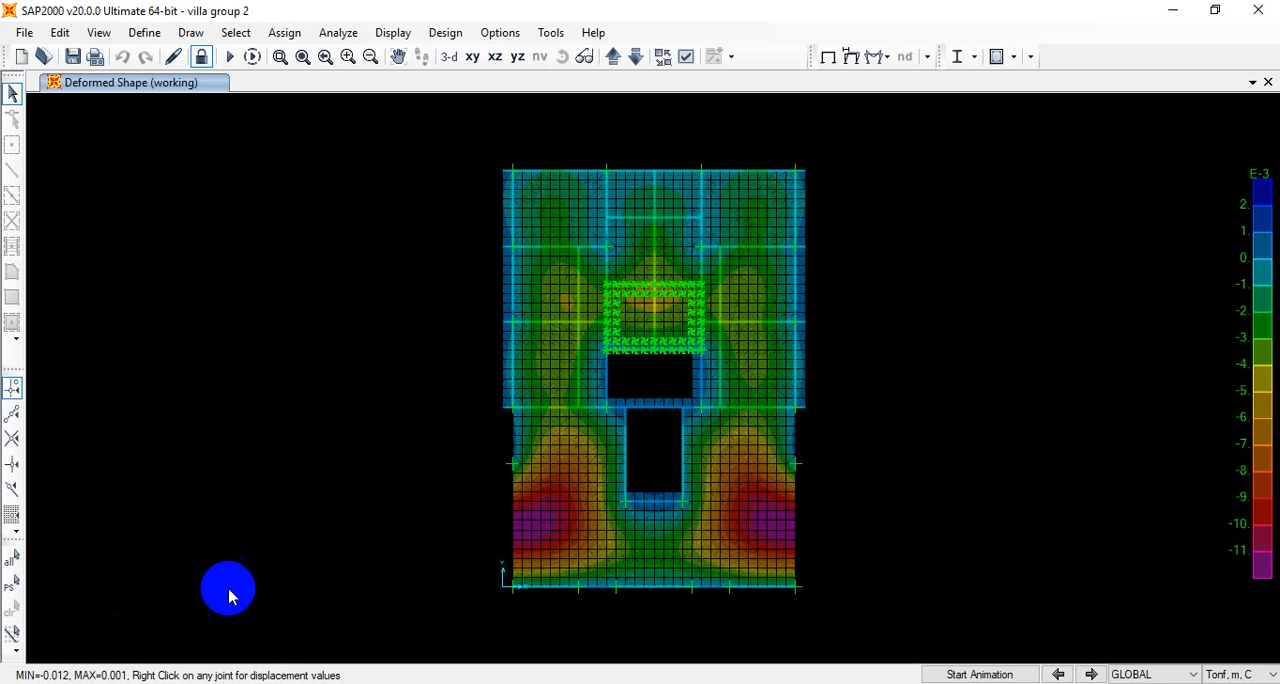 SAP2000 v20.0.0 Ultimate 64-bit - villa group 2
File Edit View Define Draw Select Assign Analyze Display Design Options Tools Help
3-d xy xz yz nv nd
Deformed Shape (working)
E-3
2.
1.
0.
-1.
-2.
-3.
-4.
-5.
-6.
-7.
-8.
-9.
-10.
-11.
all
PS
clr
Y
X
MIN=-0.012, MAX=0.001, Right Click on any joint for displacement values
Start Animation
GLOBAL
Tonf, m, C